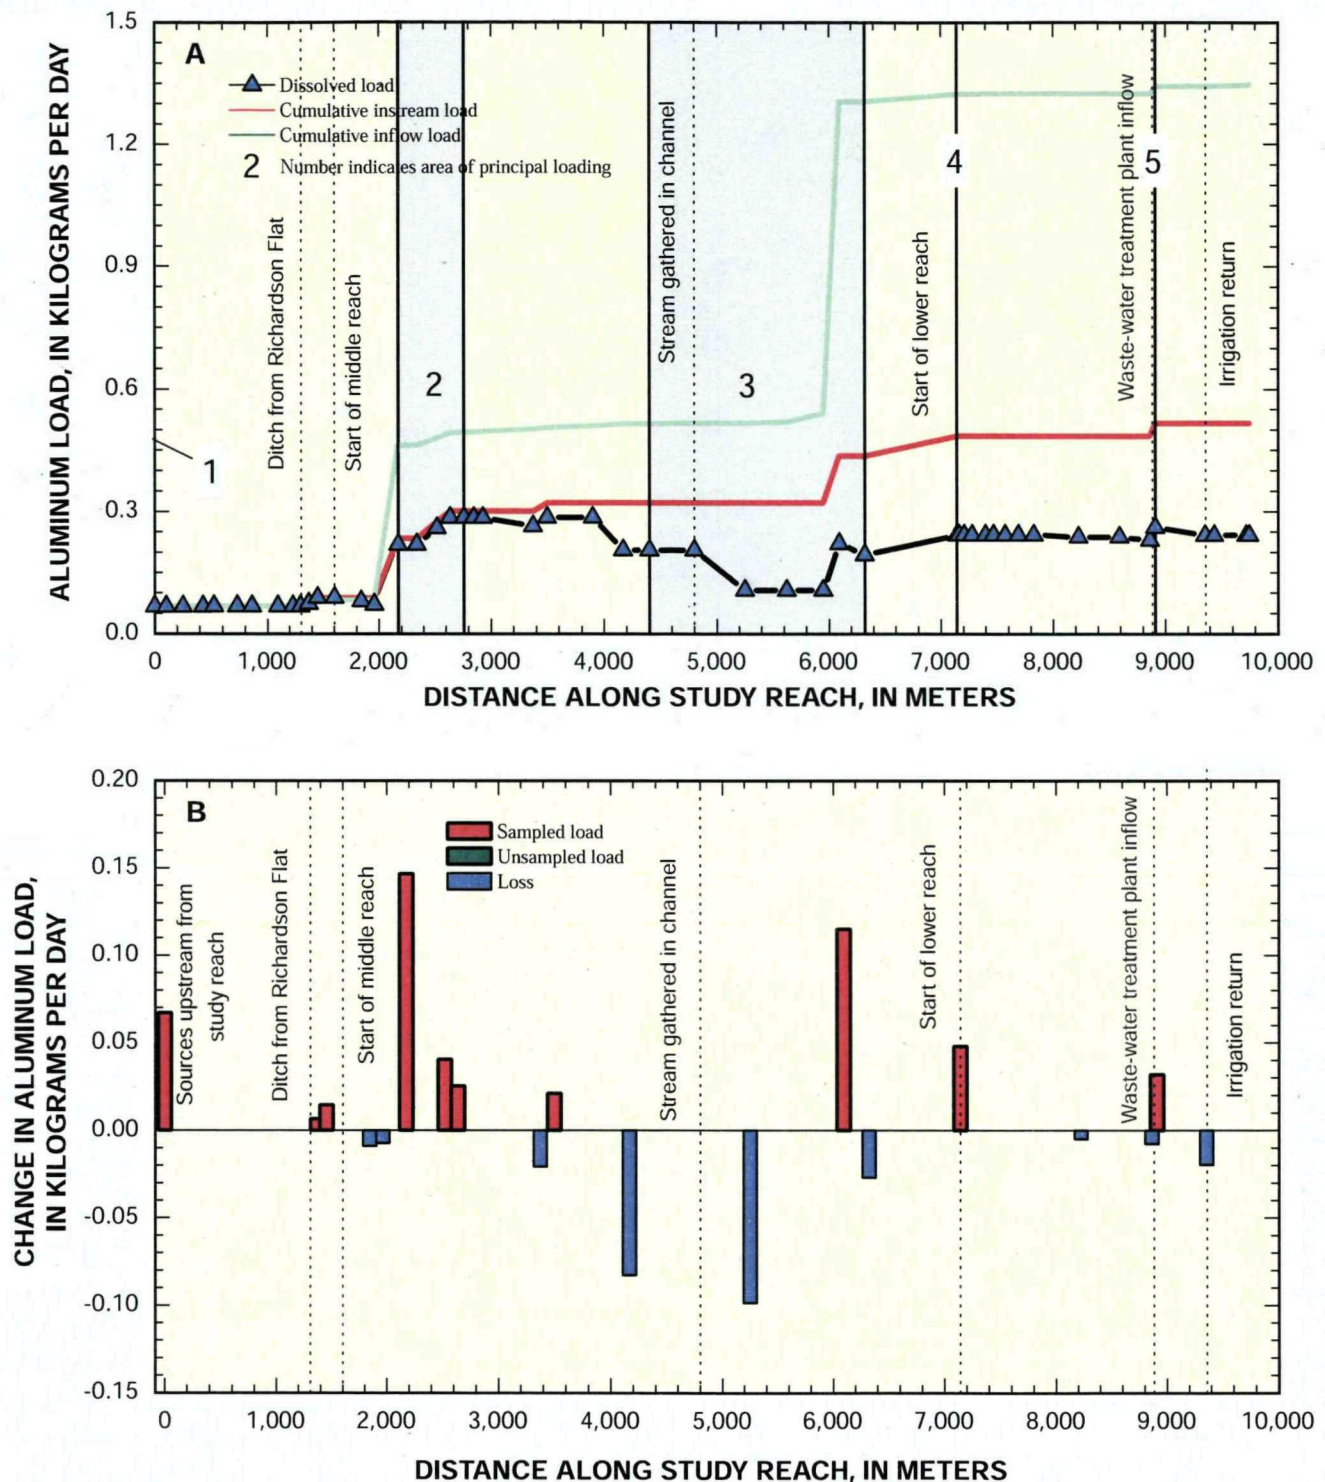 A
Dissolved load
Cumulative instream load
Cumulative inflow load
2 Number indicates area of principal loading
ALUMINUM LOAD, IN KILOGRAMS PER DAY
1.5
1.2
0.9
0.6
0.3
0.0
1
Ditch from Richardson Flat
Start of middle reach
2
Stream gathered in channel
3
Start of lower reach
4
Waste-water treatment plant inflow
5
Irrigation return
0 1,000 2,000 3,000 4,000 5,000 6,000 7,000 8,000 9,000 10,000
DISTANCE ALONG STUDY REACH, IN METERS
B
Sampled load
Unsampled load
Loss
CHANGE IN ALUMINUM LOAD,
IN KILOGRAMS PER DAY
0.20
0.15
0.10
0.05
0.00
-0.05
-0.10
-0.15
Sources upstream from
study reach
Ditch from Richardson Flat
Start of middle reach
Stream gathered in channel
Start of lower reach
Waste-water treatment plant inflow
Irrigation return
0 1,000 2,000 3,000 4,000 5,000 6,000 7,000 8,000 9,000 10,000
DISTANCE ALONG STUDY REACH, IN METERS